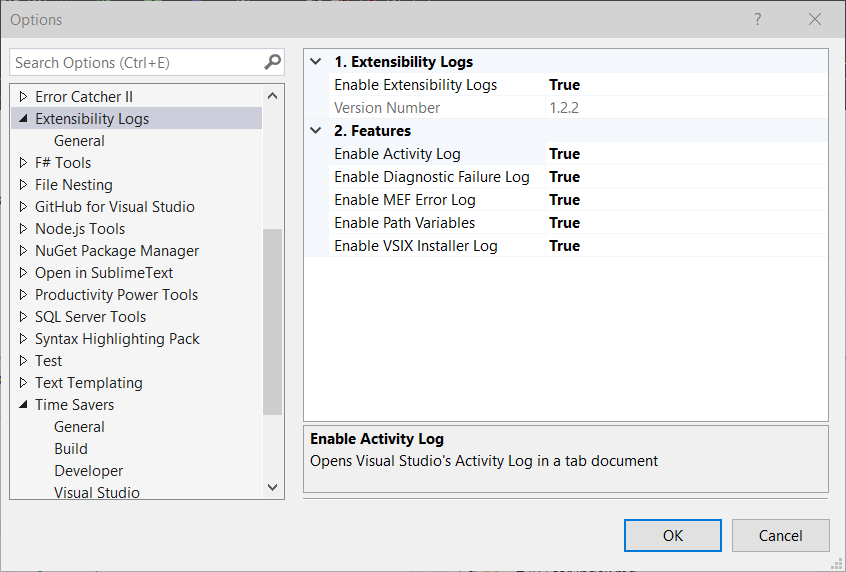 Options
?
Search Options (Ctrl+E)
Error Catcher II
Extensibility Logs
General
F# Tools
File Nesting
GitHub for Visual Studio
Node.js Tools
NuGet Package Manager
Open in SublimeText
Productivity Power Tools
SQL Server Tools
Syntax Highlighting Pack
Test
Text Templating
Time Savers
General
Build
Developer
Visual Studio
1. Extensibility Logs
Enable Extensibility Logs True
Version Number 1.2.2
2. Features
Enable Activity Log True
Enable Diagnostic Failure Log True
Enable MEF Error Log True
Enable Path Variables True
Enable VSIX Installer Log True
Enable Activity Log
Opens Visual Studio's Activity Log in a tab document
OK Cancel